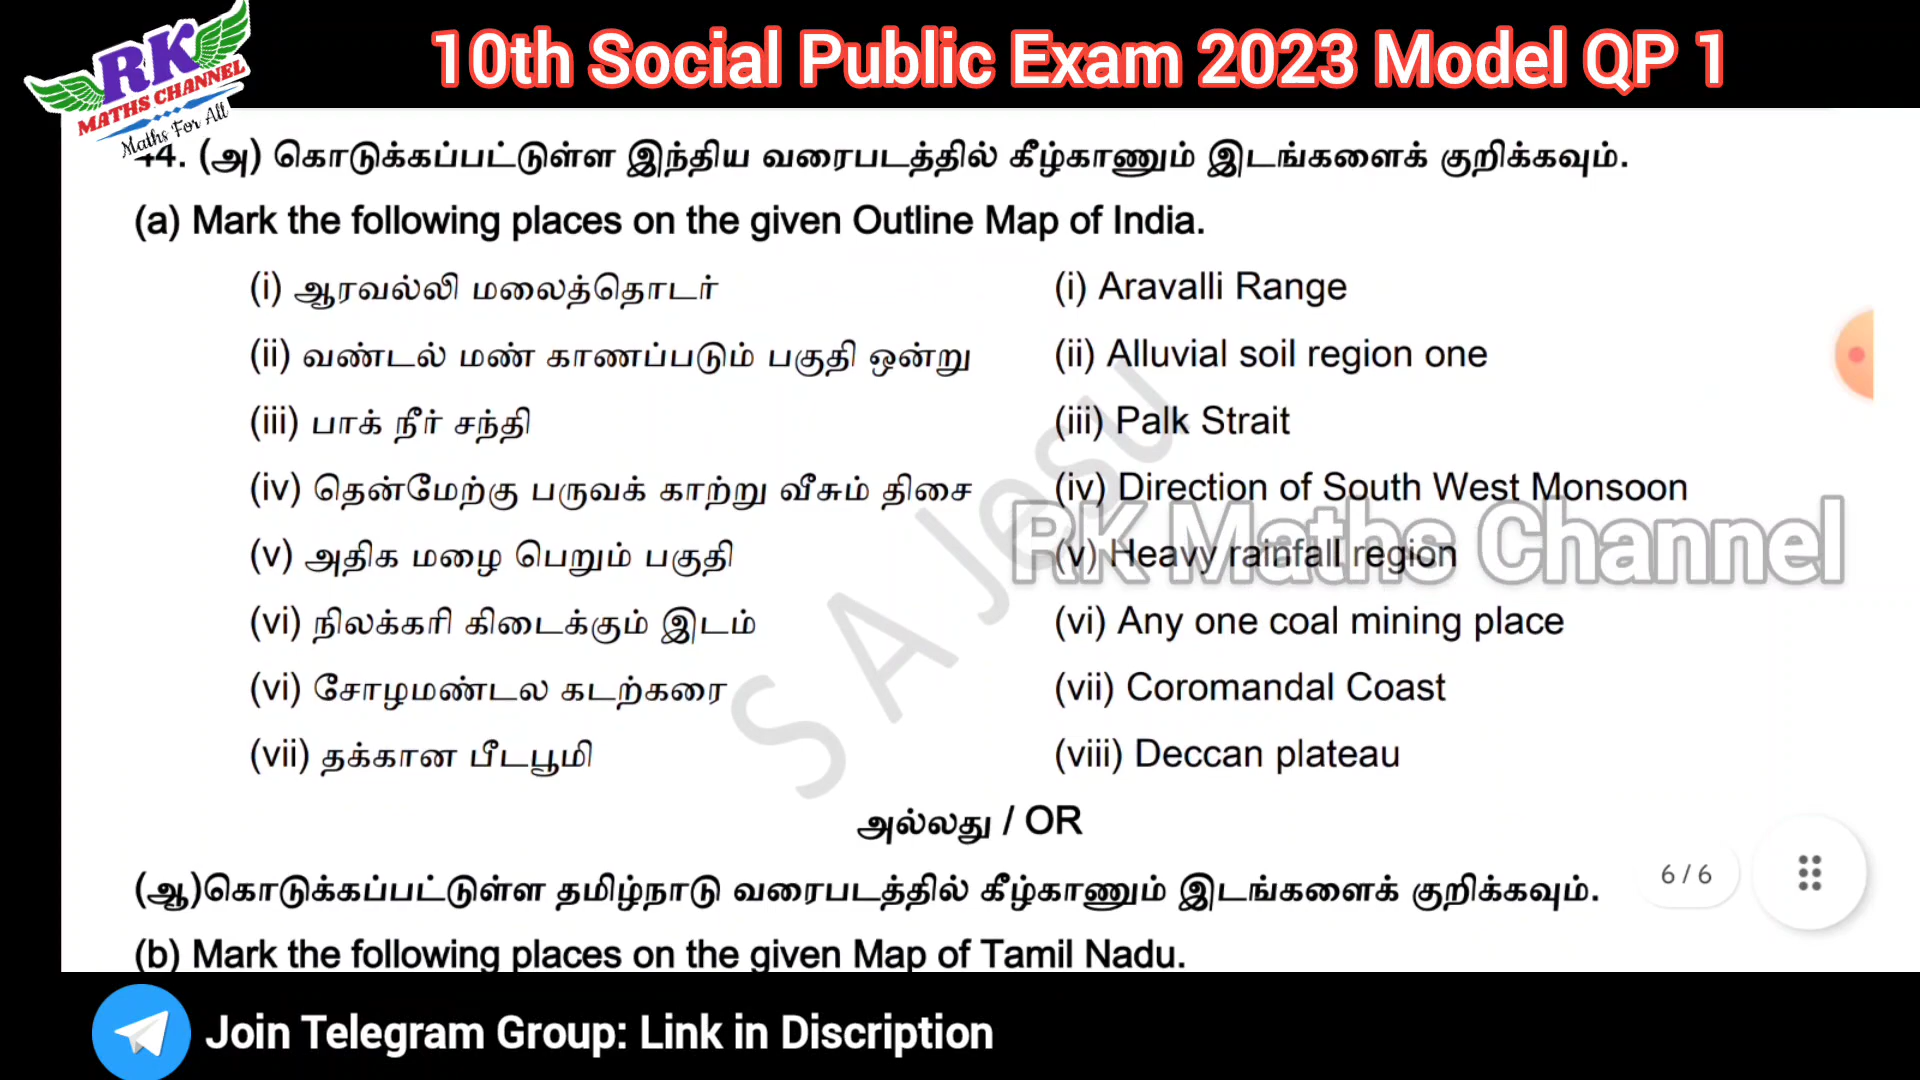 RK
MATHS CHANNEL
Maths For All
10th Social Public Exam 2023 Model QP 1
44. (அ) கொடுக்கப்பட்டுள்ள இந்திய வரைபடத்தில் கீழ்காணும் இடங்களைக் குறிக்கவும்.
(a) Mark the following places on the given Outline Map of India.
(i) ஆரவல்லி மலைத்தொடர் (i) Aravalli Range
(ii) வண்டல் மண் காணப்படும் பகுதி ஒன்று (ii) Alluvial soil region one
(iii) பாக் நீர் சந்தி (iii) Palk Strait
(iv) தென்மேற்கு பருவக் காற்று வீசும் திசை (iv) Direction of South West Monsoon
(v) அதிக மழை பெறும் பகுதி (v) Heavy rainfall region
RK Maths Channel
(vi) நிலக்கரி கிடைக்கும் இடம் (vi) Any one coal mining place
(vi) சோழமண்டல கடற்கரை (vii) Coromandal Coast
(vii) தக்கான பீடபூமி (viii) Deccan plateau
S A Jesu
அல்லது / OR
(ஆ)கொடுக்கப்பட்டுள்ள தமிழ்நாடு வரைபடத்தில் கீழ்காணும் இடங்களைக் குறிக்கவும்.
6 / 6
(b) Mark the following places on the given Map of Tamil Nadu.
Join Telegram Group: Link in Discription